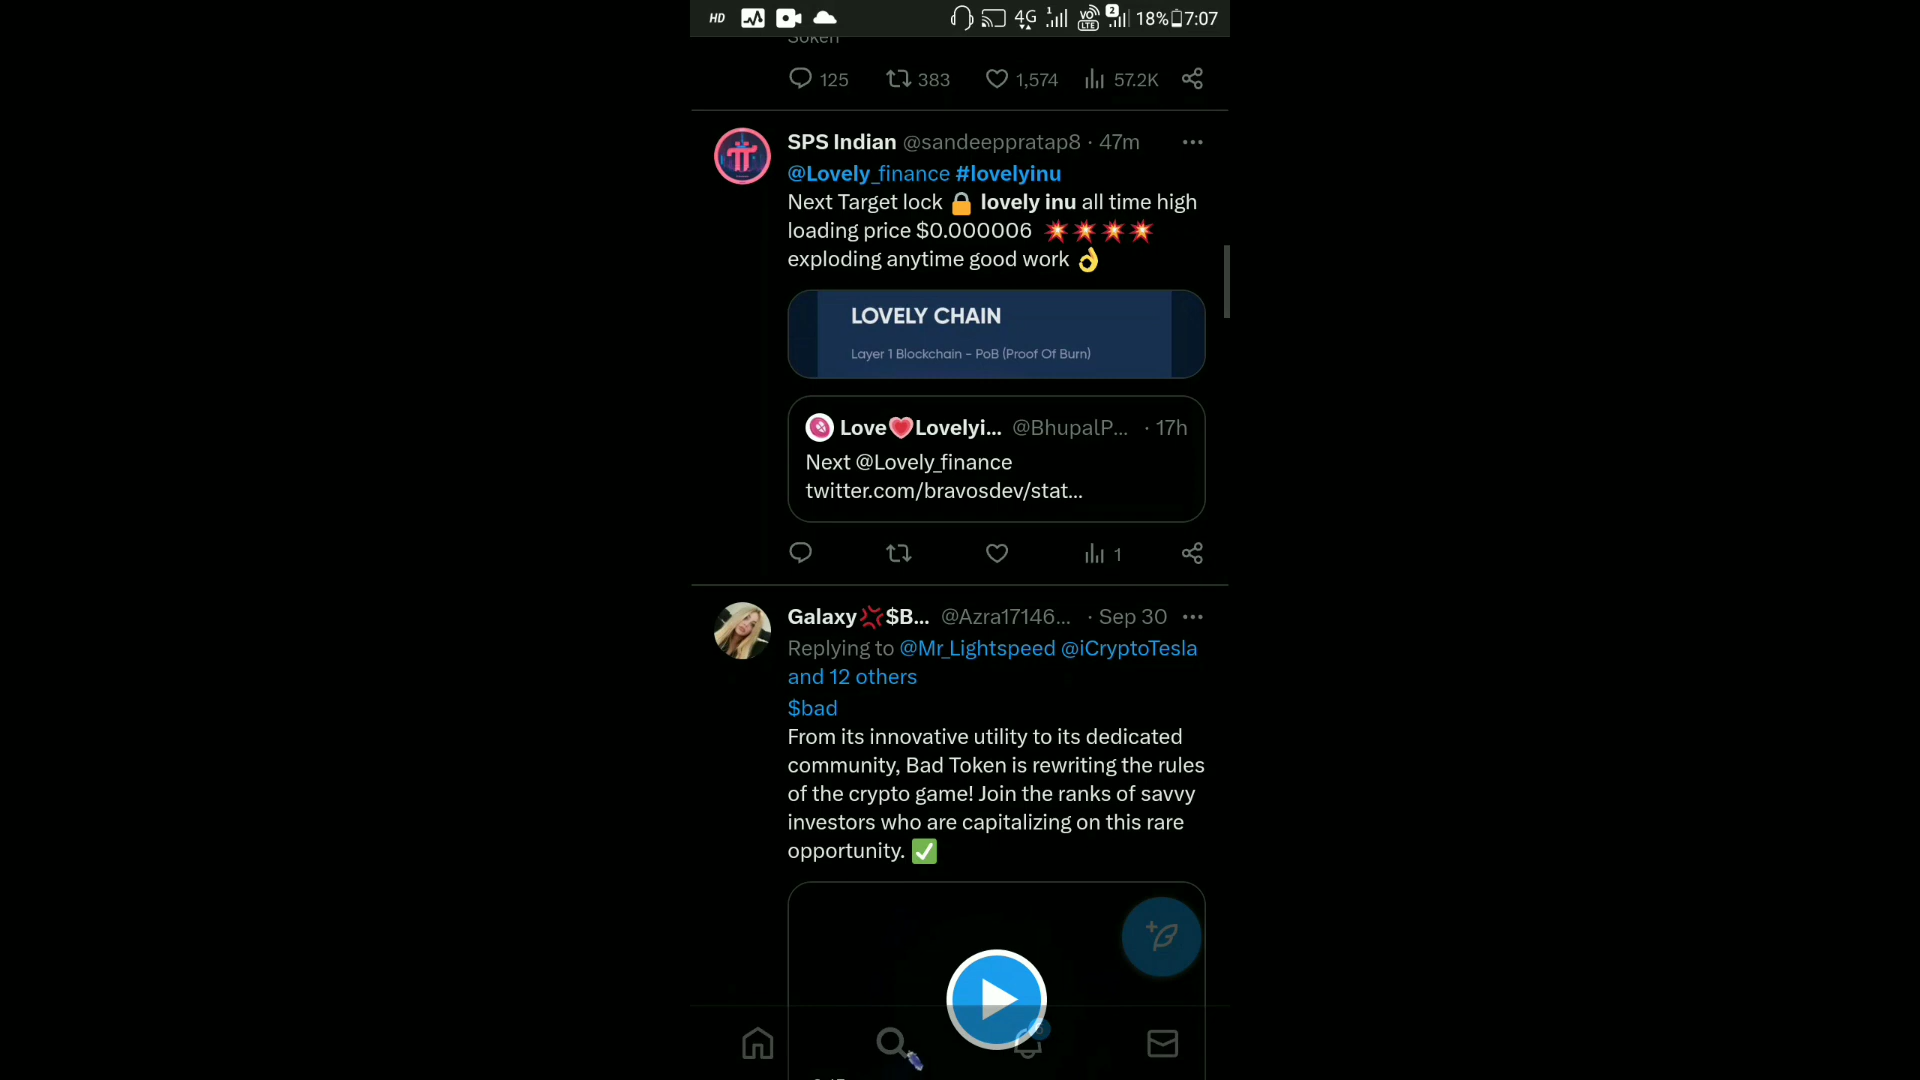 HD 4G 1 VO LTE 2 18% 7:07
Soken
125 383 1,574 57.2K
SPS Indian @sandeeppratap8 · 47m
@Lovely_finance #lovelyinu
Next Target lock 🔒 lovely inu all time high
loading price $0.000006 💥💥💥💥
exploding anytime good work 👌
LOVELY CHAIN
Layer 1 Blockchain - PoB (Proof Of Burn)
Love💗Lovelyi... @BhupalP... · 17h
Next @Lovely_finance
twitter.com/bravosdev/stat...
1
Galaxy💢$B... @Azra17146... · Sep 30
Replying to @Mr_Lightspeed @iCryptoTesla
and 12 others
$bad
From its innovative utility to its dedicated
community, Bad Token is rewriting the rules
of the crypto game! Join the ranks of savvy
investors who are capitalizing on this rare
opportunity. ✅